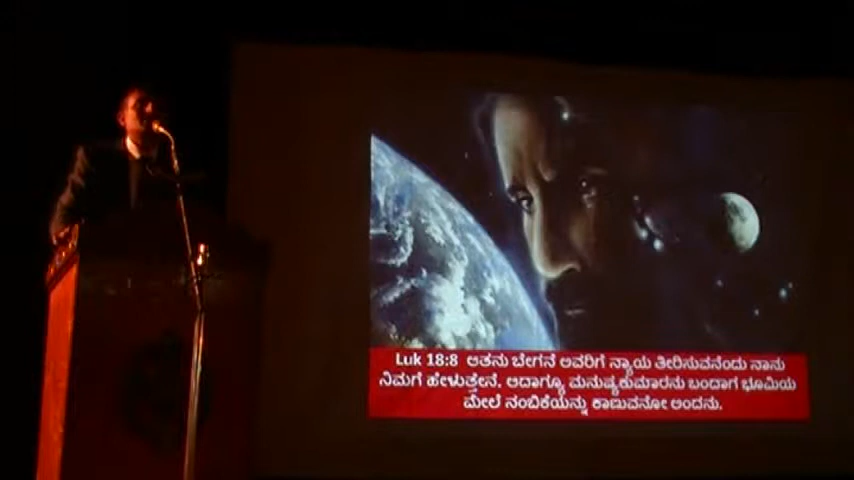 Luk 18:8 ಆತನು ಬೇಗನೆ ಅವರಿಗೆ ನ್ಯಾಯ ತೀರಿಸುವನೆಂದು ನಾನು
ನಿಮಗೆ ಹೇಳುತ್ತೇನೆ. ಆದಾಗ್ಯೂ ಮನುಷ್ಯಕುಮಾರನು ಬಂದಾಗ ಭೂಮಿಯ
ಮೇಲೆ ನಂಬಿಕೆಯನ್ನು ಕಾಣುವನೋ ಅಂದನು.